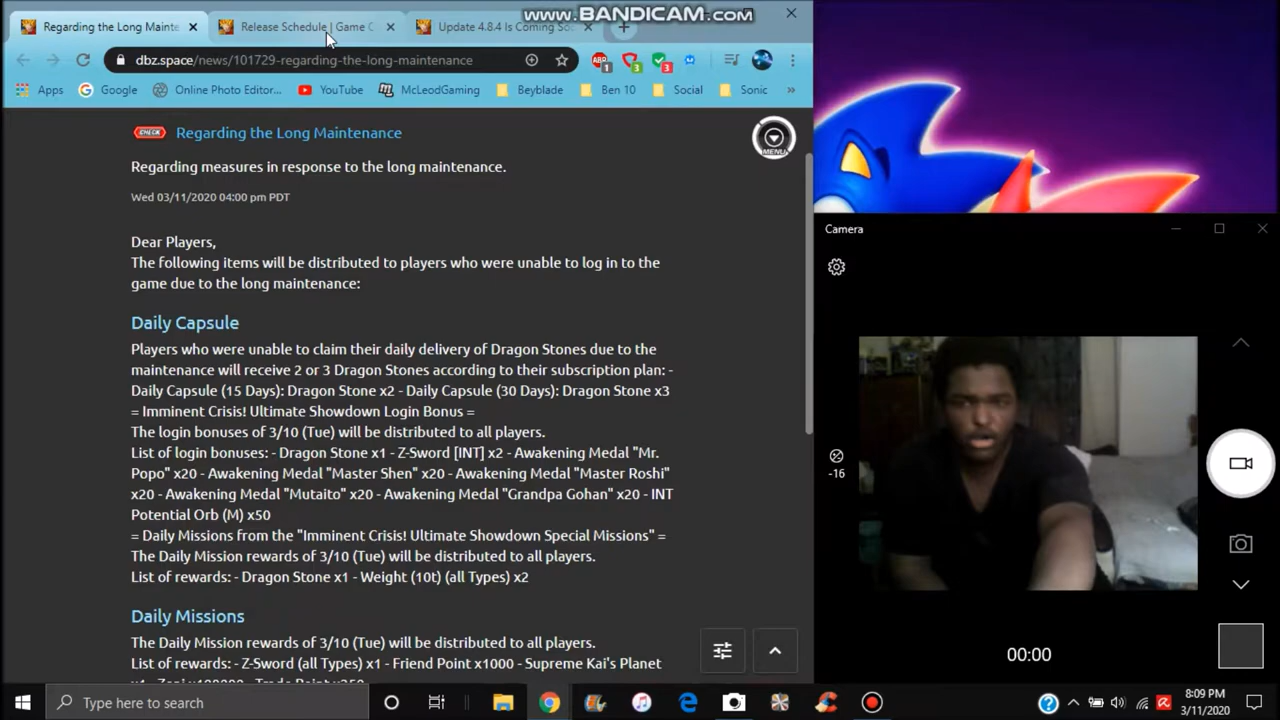 www.BANDICAM.com
Regarding the Long Mainte
Release Schedule | Game
Update 4.8.4 Is Coming
dbz.space/news/101729-regarding-the-long-maintenance
ABP 1 3 3
Apps Google Online Photo Editor... YouTube McLeodGaming Beyblade Ben 10 Social Sonic »
CHECK Regarding the Long Maintenance
MENU
Regarding measures in response to the long maintenance.
Wed 03/11/2020 04:00 pm PDT
Dear Players,
The following items will be distributed to players who were unable to log in to the
game due to the long maintenance:
Daily Capsule
Players who were unable to claim their daily delivery of Dragon Stones due to the
maintenance will receive 2 or 3 Dragon Stones according to their subscription plan: -
Daily Capsule (15 Days): Dragon Stone x2 - Daily Capsule (30 Days): Dragon Stone x3
= Imminent Crisis! Ultimate Showdown Login Bonus =
The login bonuses of 3/10 (Tue) will be distributed to all players.
List of login bonuses: - Dragon Stone x1 - Z-Sword [INT] x2 - Awakening Medal "Mr.
Popo" x20 - Awakening Medal "Master Shen" x20 - Awakening Medal "Master Roshi"
x20 - Awakening Medal "Mutaito" x20 - Awakening Medal "Grandpa Gohan" x20 - INT
Potential Orb (M) x50
= Daily Missions from the "Imminent Crisis! Ultimate Showdown Special Missions" =
The Daily Mission rewards of 3/10 (Tue) will be distributed to all players.
List of rewards: - Dragon Stone x1 - Weight (10t) (all Types) x2
Daily Missions
The Daily Mission rewards of 3/10 (Tue) will be distributed to all players.
List of rewards: - Z-Sword (all Types) x1 - Friend Point x1000 - Supreme Kai's Planet
Camera
-16
00:00
Type here to search
8:09 PM
3/11/2020